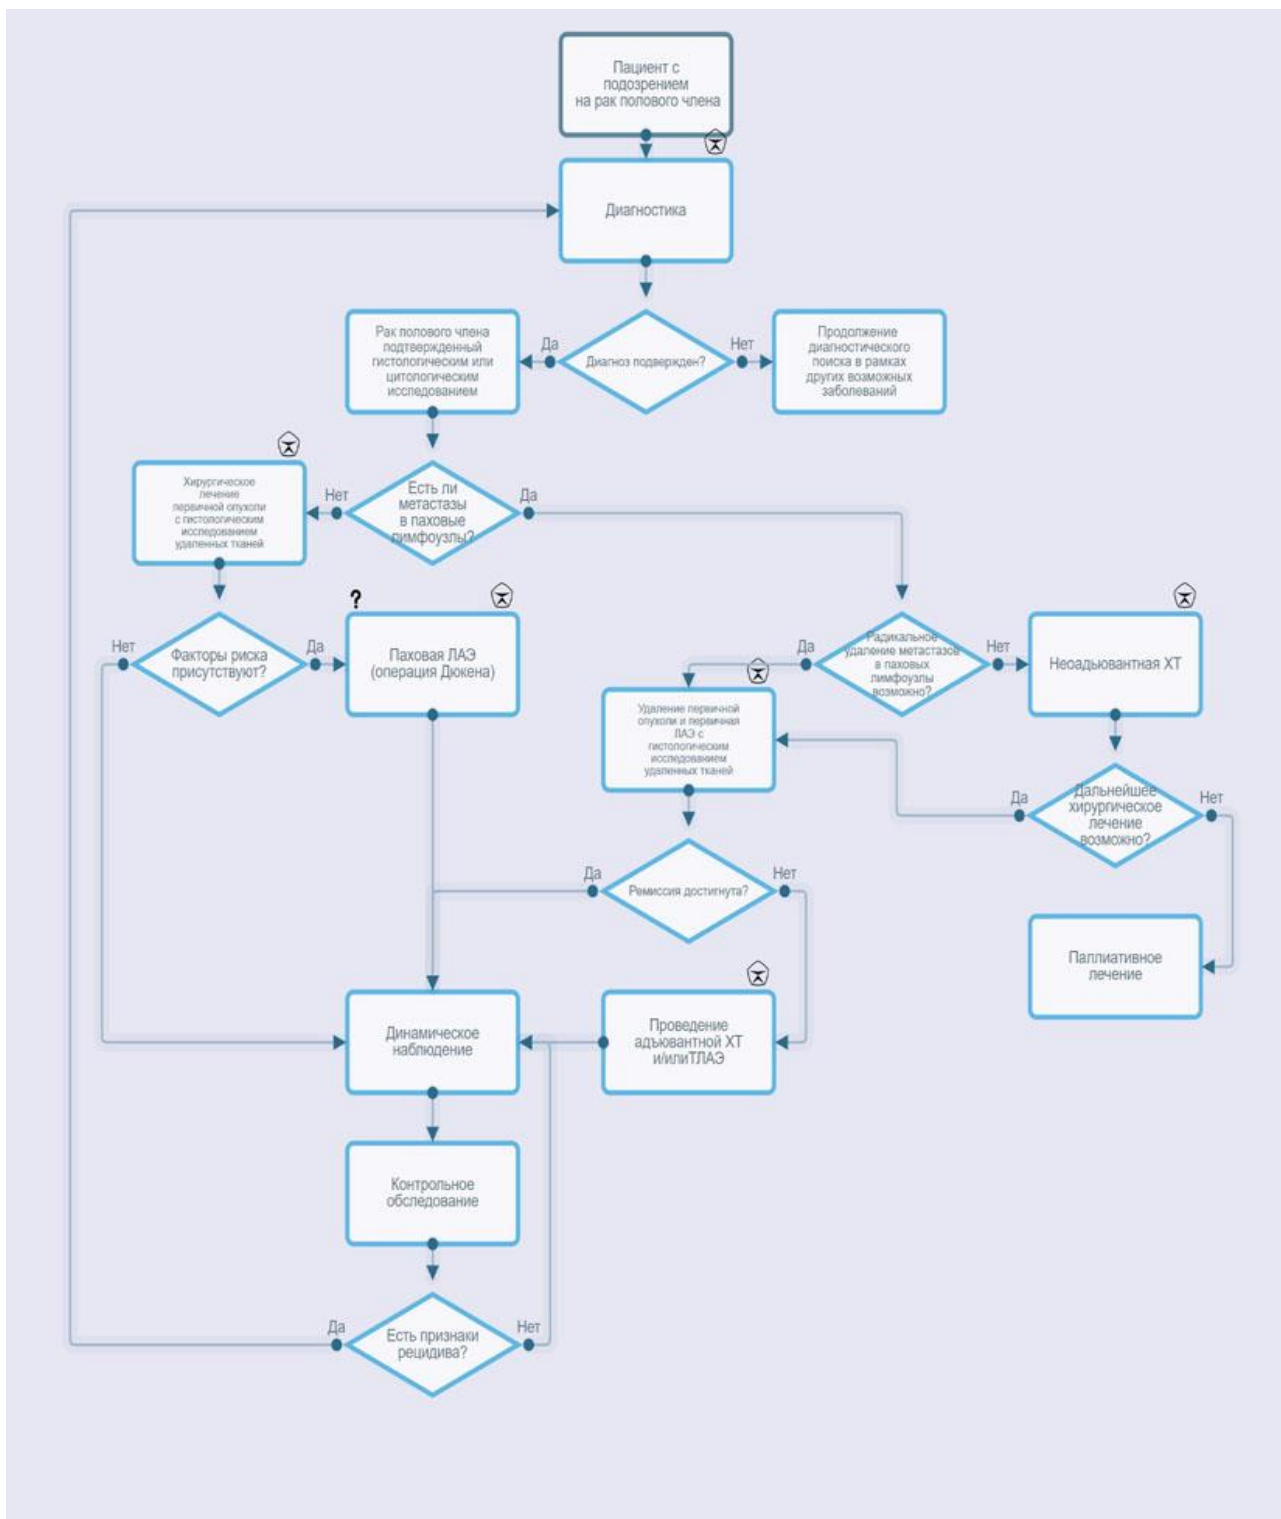 Пациент с
подозрением
на рак полового члена
Диагностика
Рак полового члена
подтвержденный
гистологическим или
цитологическим
исследованием
Да
Диагноз подвержден?
Нет
Продолжение
диагностического
поиска в рамках
других возможных
заболеваний
Хирургическое
лечение
первичной опухоли
с гистологическим
исследованием
удаленных тканей
Нет
Есть ли
метастазы
в паховые
лимфоузлы?
Да
Нет
Факторы риска
присутствуют?
Да
?
Паховая ЛАЭ
(операция Дюкена)
Да
Радикальное
удаление метастазов
в паховых
лимфоузлы
возможно?
Нет
Неоадьювантная ХТ
Удаление первичной
опухоли и первичная
ЛАЭ с
гистологическим
исследованием
удаленных тканей
Да
Дальнейшее
хирургическое
лечение
возможно?
Нет
Да
Ремиссия достигнута?
Нет
Паллиативное
лечение
Динамическое
наблюдение
Проведение
адъювантной ХТ
и/илиТЛАЭ
Контрольное
обследование
Да
Есть признаки
рецидива?
Нет